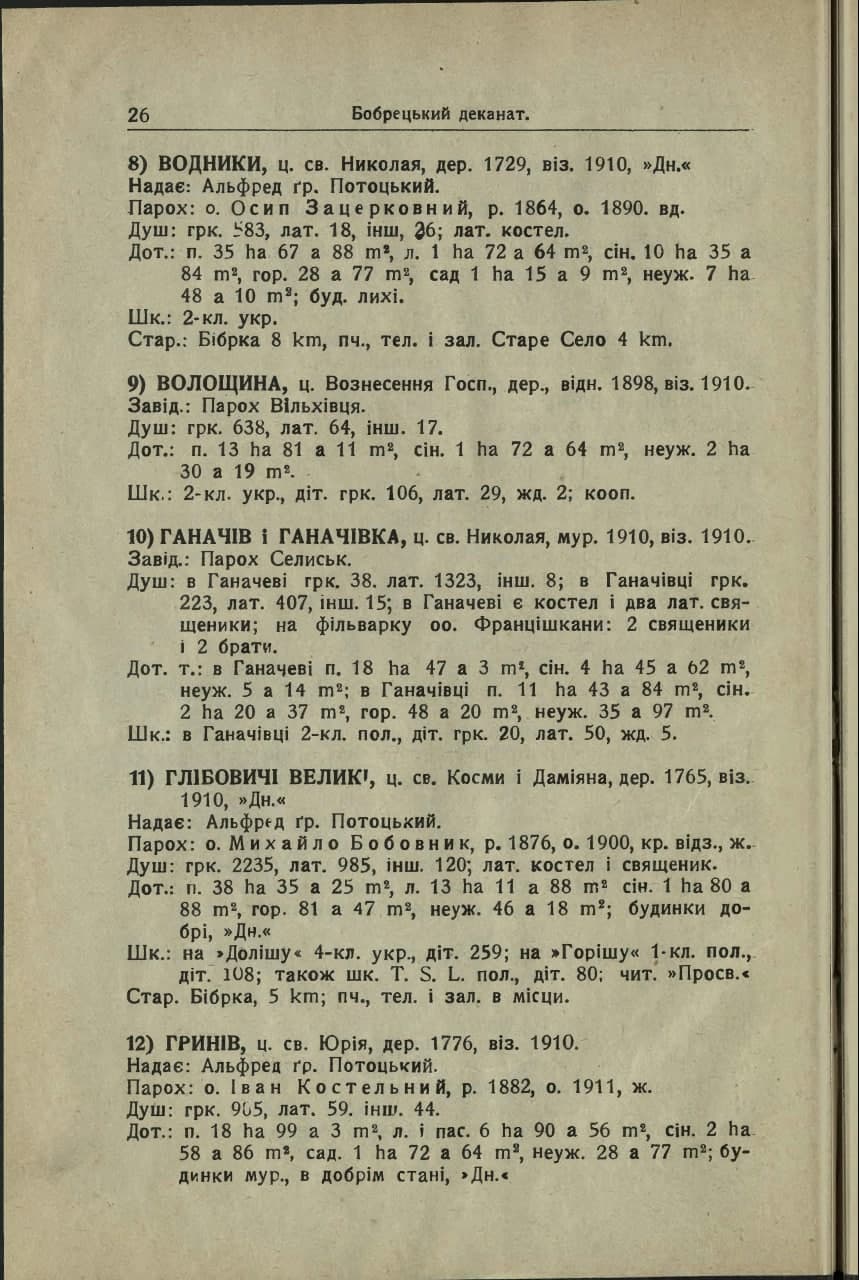 26 Бобрецький деканат.
8) ВОДНИКИ, ц. св. Николая, дер. 1729, віз. 1910, »Дн.«
Надає: Альфред ґр. Потоцький.
Парох: о. Осип Зацерковний, р. 1864, о. 1890. вд.
Душ: грк. 583, лат. 18, інш, 26; лат. костел.
Дот.: п. 35 ha 67 a 88 m², л. 1 ha 72 a 64 m², сін. 10 ha 35 a
84 m², гор. 28 a 77 m², сад 1 ha 15 a 9 m², неуж. 7 ha
48 a 10 m²; буд. лихі.
Шк.: 2-кл. укр.
Стар.: Бібрка 8 km, пч., тел. і зал. Старе Село 4 km.
9) ВОЛОЩИНА, ц. Вознесення Госп., дер., відн. 1898, віз. 1910.
Завід.: Парох Вільхівця.
Душ: грк. 638, лат. 64, інш. 17.
Дот.: п. 13 ha 81 a 11 m², сін. 1 ha 72 a 64 m², неуж. 2 ha
30 a 19 m².
Шк.: 2-кл. укр., діт. грк. 106, лат. 29, жд. 2; кооп.
10) ГАНАЧІВ і ГАНАЧІВКА, ц. св. Николая, мур. 1910, віз. 1910.
Завід.: Парох Селиськ.
Душ: в Ганачеві грк. 38. лат. 1323, інш. 8; в Ганачівці грк.
223, лат. 407, інш. 15; в Ганачеві є костел і два лат. свя-
щеники; на фільварку оо. Францішкани: 2 священики
і 2 брати.
Дот. т.: в Ганачеві п. 18 ha 47 a 3 m², сін. 4 ha 45 a 62 m²,
неуж. 5 a 14 m²; в Ганачівці п. 11 ha 43 a 84 m², сін.
2 ha 20 a 37 m², гор. 48 a 20 m², неуж. 35 a 97 m².
Шк.: в Ганачівці 2-кл. пол., діт. грк. 20, лат. 50, жд. 5.
11) ГЛІБОВИЧІ ВЕЛИКІ, ц. св. Косми і Даміяна, дер. 1765, віз.
1910, »Дн.«
Надає: Альфред ґр. Потоцький.
Парох: о. Михайло Бобовник, р. 1876, о. 1900, кр. відз., ж.
Душ: грк. 2235, лат. 985, інш. 120; лат. костел і священик.
Дот.: п. 38 ha 35 a 25 m², л. 13 ha 11 a 88 m² сін. 1 ha 80 a
88 m², гор. 81 a 47 m², неуж. 46 a 18 m²; будинки до-
брі, »Дн.«
Шк.: на »Долішу« 4-кл. укр., діт. 259; на »Горішу« 1-кл. пол.,
діт. 108; також шк. T. S. L. пол., діт. 80; чит. »Просв.«
Стар. Бібрка, 5 km; пч., тел. і зал. в місци.
12) ГРИНІВ, ц. св. Юрія, дер. 1776, віз. 1910.
Надає: Альфред ґр. Потоцький.
Парох: о. Іван Костельний, р. 1882, о. 1911, ж.
Душ: грк. 905, лат. 59. інш. 44.
Дот.: п. 18 ha 99 a 3 m², л. і пас. 6 ha 90 a 56 m², сін. 2 ha
58 a 86 m², сад. 1 ha 72 a 64 m², неуж. 28 a 77 m²; бу-
динки мур., в добрім стані, »Дн.«